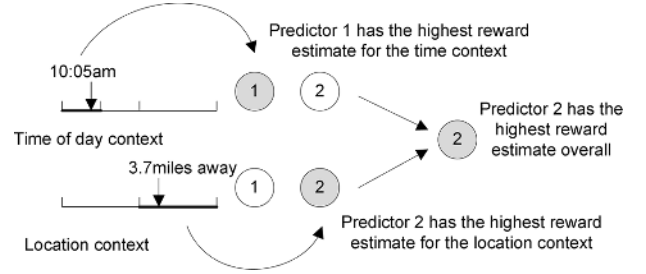 Predictor 1 has the highest reward
estimate for the time context
10:05am
1
2
Time of day context
Predictor 2 has the
highest reward
estimate overall
2
3.7miles away
1
2
Location context
Predictor 2 has the highest reward
estimate for the location context